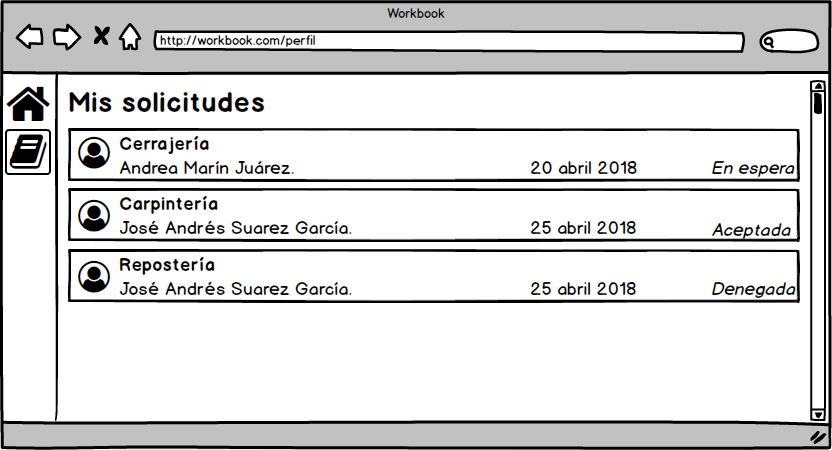 Workbook
http://workbook.com/perfil
Mis solicitudes
Cerrajería
Andrea Marín Juárez. 20 abril 2018 En espera
Carpintería
José Andrés Suarez García. 25 abril 2018 Aceptada
Repostería
José Andrés Suarez García. 25 abril 2018 Denegada